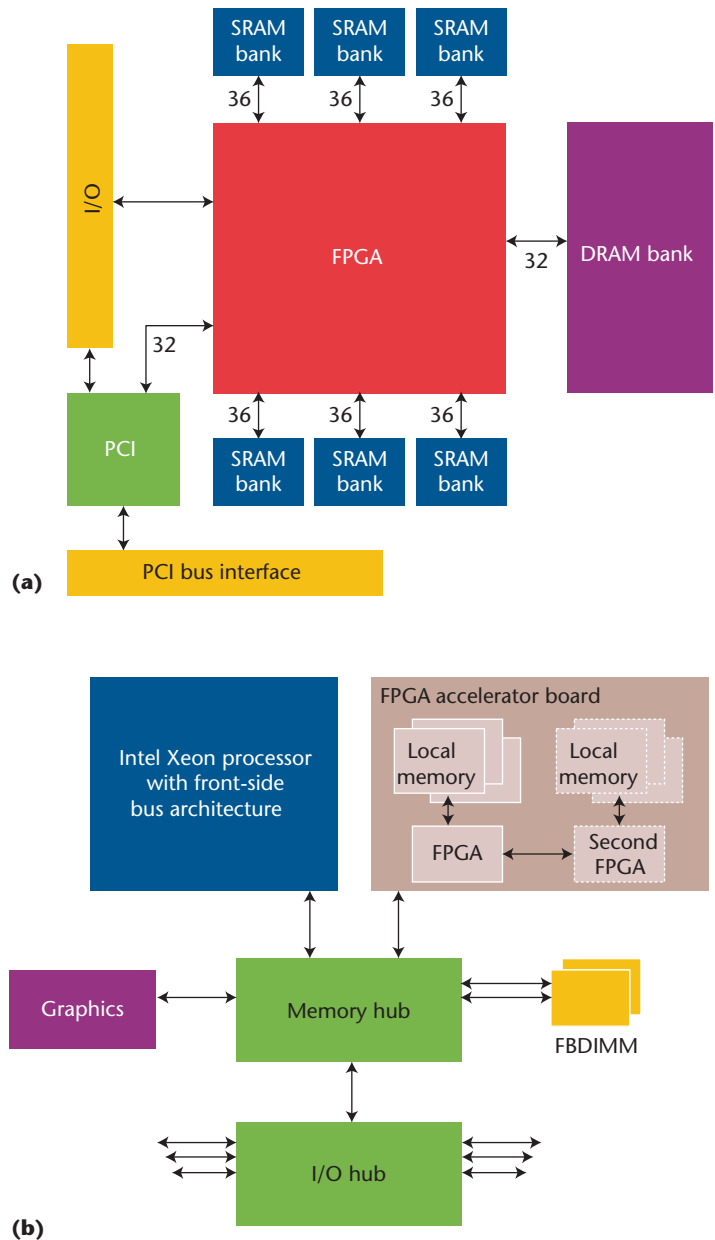 SRAM
bank
SRAM
bank
SRAM
bank
36
36
36
I/O
FPGA
32
DRAM bank
32
PCI
36
36
36
SRAM
bank
SRAM
bank
SRAM
bank
PCI bus interface
(a)
Intel Xeon processor
with front-side
bus architecture
FPGA accelerator board
Local
memory
Local
memory
FPGA
Second
FPGA
Graphics
Memory hub
FBDIMM
I/O hub
(b)